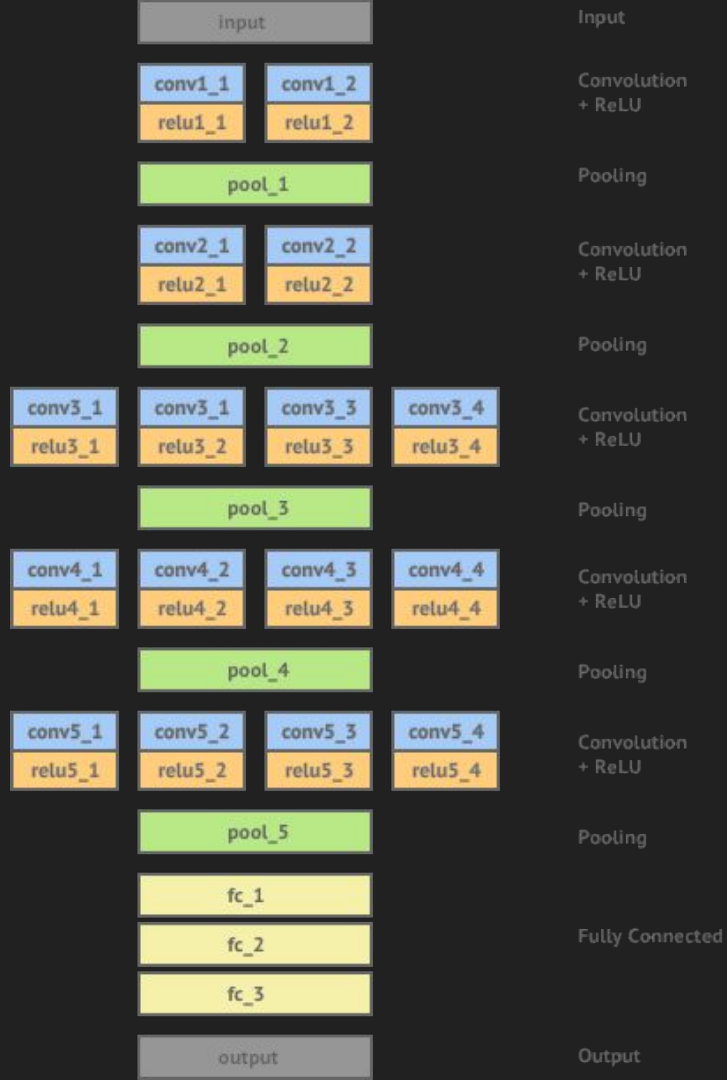 input Input
conv1_1 conv1_2 Convolution
relu1_1 relu1_2 + ReLU
pool_1 Pooling
conv2_1 conv2_2 Convolution
relu2_1 relu2_2 + ReLU
pool_2 Pooling
conv3_1 conv3_1 conv3_3 conv3_4 Convolution
relu3_1 relu3_2 relu3_3 relu3_4 + ReLU
pool_3 Pooling
conv4_1 conv4_2 conv4_3 conv4_4 Convolution
relu4_1 relu4_2 relu4_3 relu4_4 + ReLU
pool_4 Pooling
conv5_1 conv5_2 conv5_3 conv5_4 Convolution
relu5_1 relu5_2 relu5_3 relu5_4 + ReLU
pool_5 Pooling
fc_1
fc_2 Fully Connected
fc_3
output Output